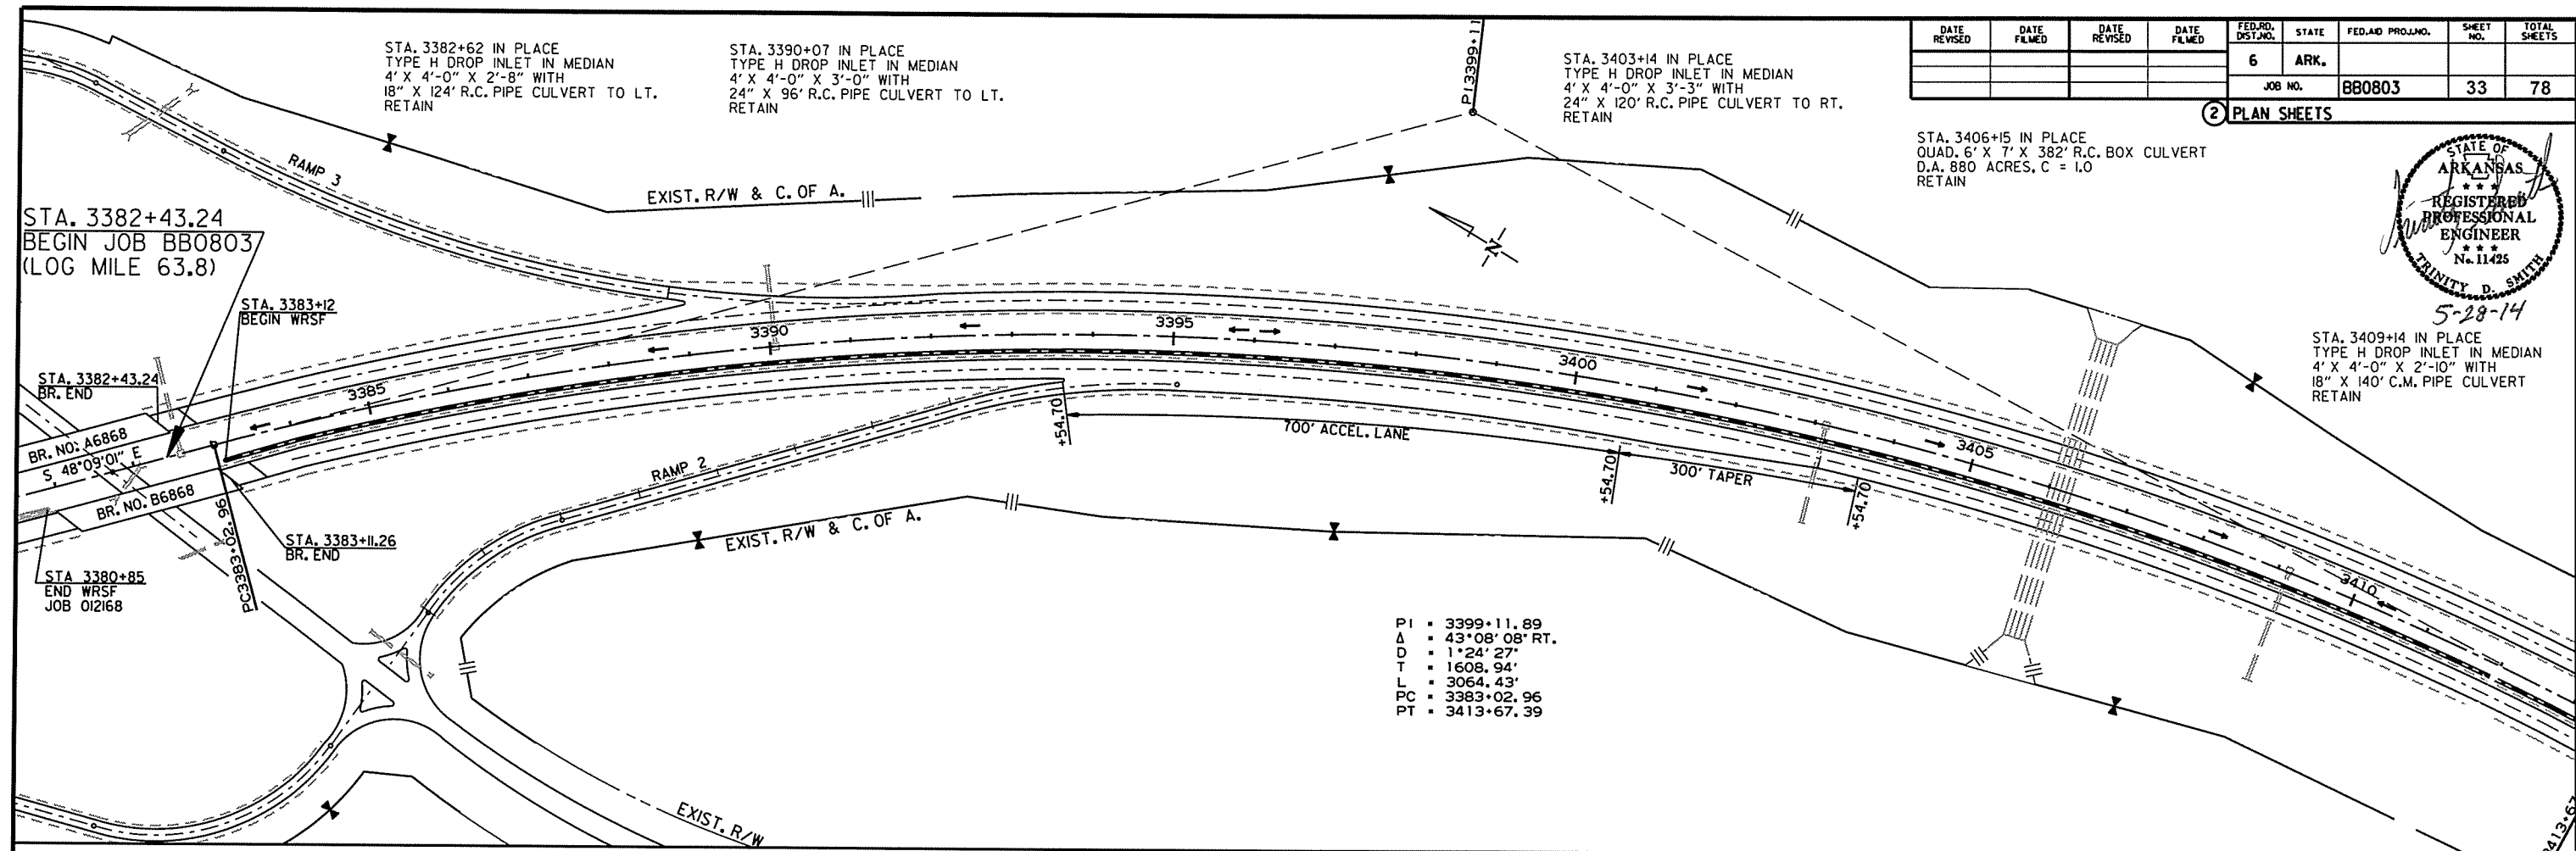 STA. 3382+62 IN PLACE
TYPE H DROP INLET IN MEDIAN
4' X 4'-0" X 2'-8" WITH
18" X 124' R.C. PIPE CULVERT TO LT.
RETAIN
STA. 3390+07 IN PLACE
TYPE H DROP INLET IN MEDIAN
4' X 4'-0" X 3'-0" WITH
24" X 96' R.C. PIPE CULVERT TO LT.
RETAIN
PI3399+11
STA. 3403+14 IN PLACE
TYPE H DROP INLET IN MEDIAN
4' X 4'-0" X 3'-3" WITH
24" X 120' R.C. PIPE CULVERT TO RT.
RETAIN
DATE REVISED
DATE FILMED
DATE REVISED
DATE FILMED
FED.RD. DIST.NO.
STATE
FED.AID PROJ.NO.
SHEET NO.
TOTAL SHEETS
6 ARK.
JOB NO. BB0803 33 78
2 PLAN SHEETS
STA. 3406+15 IN PLACE
QUAD. 6' X 7' X 382' R.C. BOX CULVERT
D.A. 880 ACRES, C = 1.0
RETAIN
STATE OF
ARKANSAS
REGISTERED
PROFESSIONAL
ENGINEER
No. 11425
TRINITY D. SMITH
5-28-14
STA. 3409+14 IN PLACE
TYPE H DROP INLET IN MEDIAN
4' X 4'-0" X 2'-10" WITH
18" X 140' C.M. PIPE CULVERT
RETAIN
RAMP 3
EXIST. R/W & C. OF A.
N
STA. 3382+43.24
BEGIN JOB BB0803
(LOG MILE 63.8)
STA. 3383+12
BEGIN WRSF
3385
3390
3395
3400
3405
3410
STA. 3382+43.24
BR. END
BR. NO. A6868
S 48°09'01" E
BR. NO. B6868
PC3383+02.96
STA. 3383+11.26
BR. END
STA 3380+85
END WRSF
JOB 012168
RAMP 2
+54.70
700' ACCEL. LANE
+54.70
300' TAPER
+54.70
EXIST. R/W & C. OF A.
PI = 3399+11.89
Δ = 43°08'08" RT.
D = 1°24'27"
T = 1608.94'
L = 3064.43'
PC = 3383+02.96
PT = 3413+67.39
EXIST. R/W
3413+67